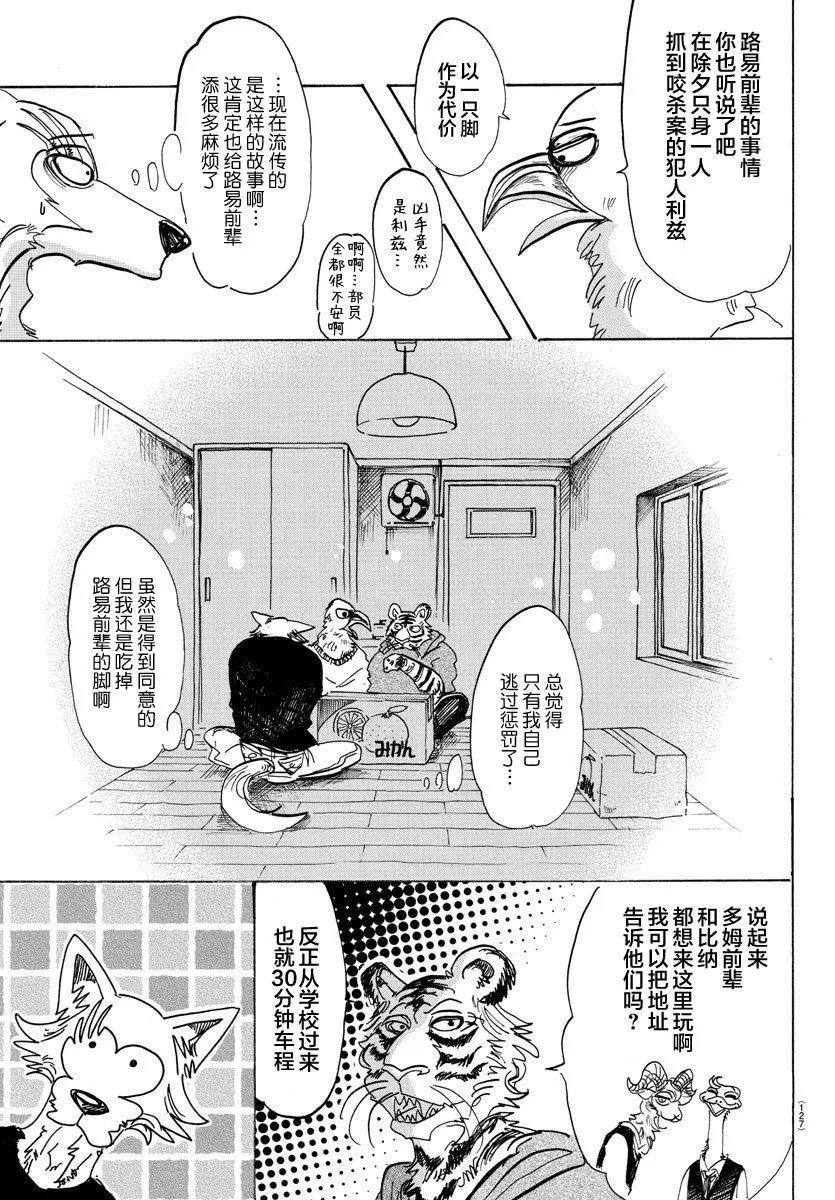 路易前辈的事情
你也听说了吧
在除夕只身一人
抓到咬杀案的犯人利兹
以一只脚
作为代价
凶手竟然
是利兹…
啊啊…部员
全都很不安啊
…现在流传的
是这样的故事啊…
这肯定也给路易前辈
添很多麻烦了
总觉得
只有我自己
逃过惩罚了…
虽然是得到同意的
但我还是吃掉
路易前辈的脚啊
みかん
みかん
说起来
多姆前辈
和比纳
都想来这里玩啊
我可以把地址
告诉他们吗？
反正从学校过来
也就30分钟车程
(127)